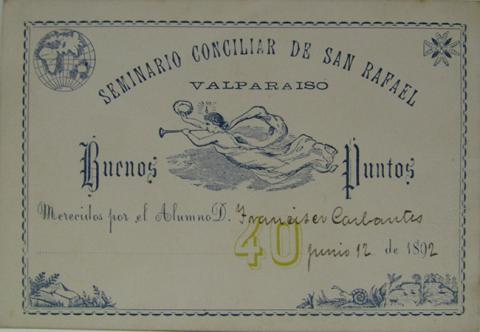 SEMINARIO CONCILIAR DE SAN RAFAEL
VALPARAISO
Buenos Puntos
Merecidos por el Alumno D. Francisco Carbantes
40
junio 12 de 1892